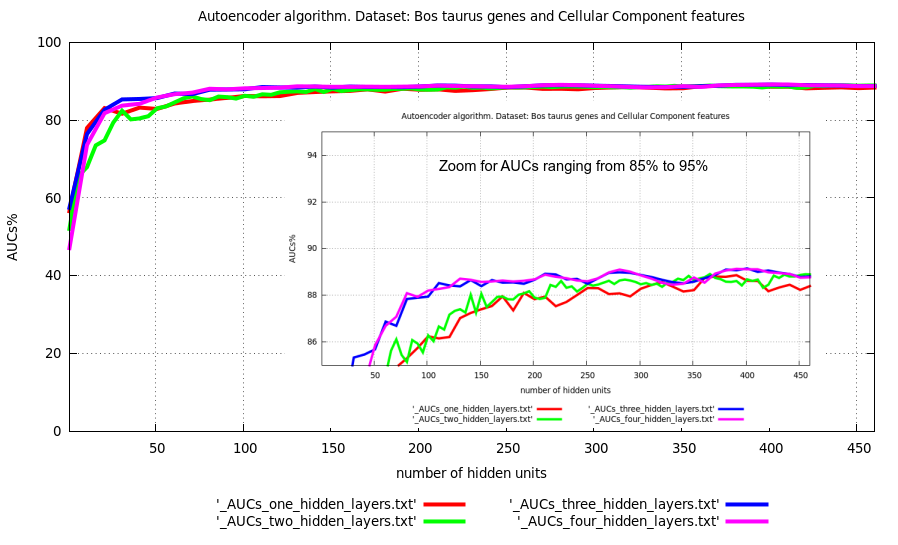 Autoencoder algorithm. Dataset: Bos taurus genes and Cellular Component features
100
80
60
40
20
0
AUCs%
50 100 150 200 250 300 350 400 450
number of hidden units
'_AUCs_one_hidden_layers.txt' '_AUCs_three_hidden_layers.txt'
'_AUCs_two_hidden_layers.txt' '_AUCs_four_hidden_layers.txt'
Autoencoder algorithm. Dataset: Bos taurus genes and Cellular Component features
Zoom for AUCs ranging from 85% to 95%
94
92
90
88
86
AUCs%
50 100 150 200 250 300 350 400 450
number of hidden units
'_AUCs_one_hidden_layers.txt' '_AUCs_three_hidden_layers.txt'
'_AUCs_two_hidden_layers.txt' '_AUCs_four_hidden_layers.txt'